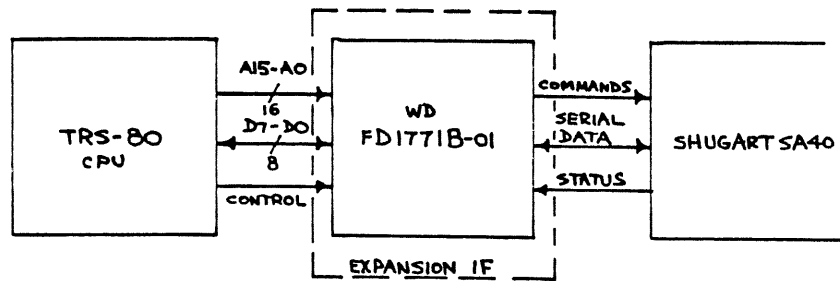 A15-A0
16
D7-D0
8
CONTROL
TRS-80
CPU
WD
FD1771B-01
EXPANSION IF
COMMANDS
SERIAL
DATA
STATUS
SHUGART SA40